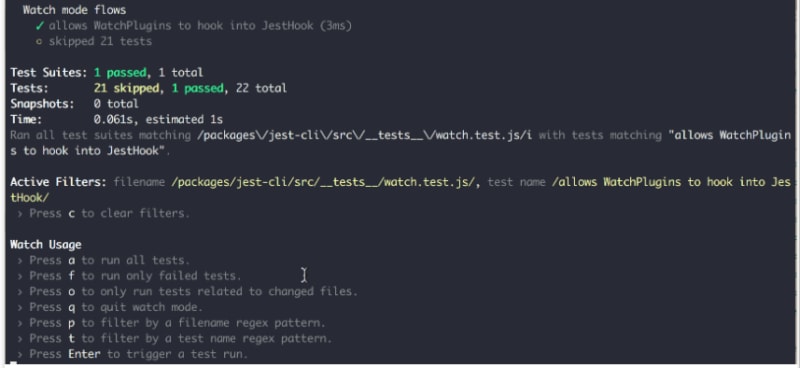 Watch mode flows
✓ allows WatchPlugins to hook into JestHook (3ms)
○ skipped 21 tests
Test Suites: 1 passed, 1 total
Tests: 21 skipped, 1 passed, 22 total
Snapshots: 0 total
Time: 0.061s, estimated 1s
Ran all test suites matching /packages\/jest-cli\/src\/__tests__\/watch.test.js/i with tests matching "allows WatchPlugin
s to hook into JestHook".
Active Filters: filename /packages/jest-cli/src/__tests__/watch.test.js/, test name /allows WatchPlugins to hook into Jes
tHook/
› Press c to clear filters.
Watch Usage
› Press a to run all tests.
› Press f to run only failed tests.
› Press o to only run tests related to changed files.
› Press q to quit watch mode.
› Press p to filter by a filename regex pattern.
› Press t to filter by a test name regex pattern.
› Press Enter to trigger a test run.